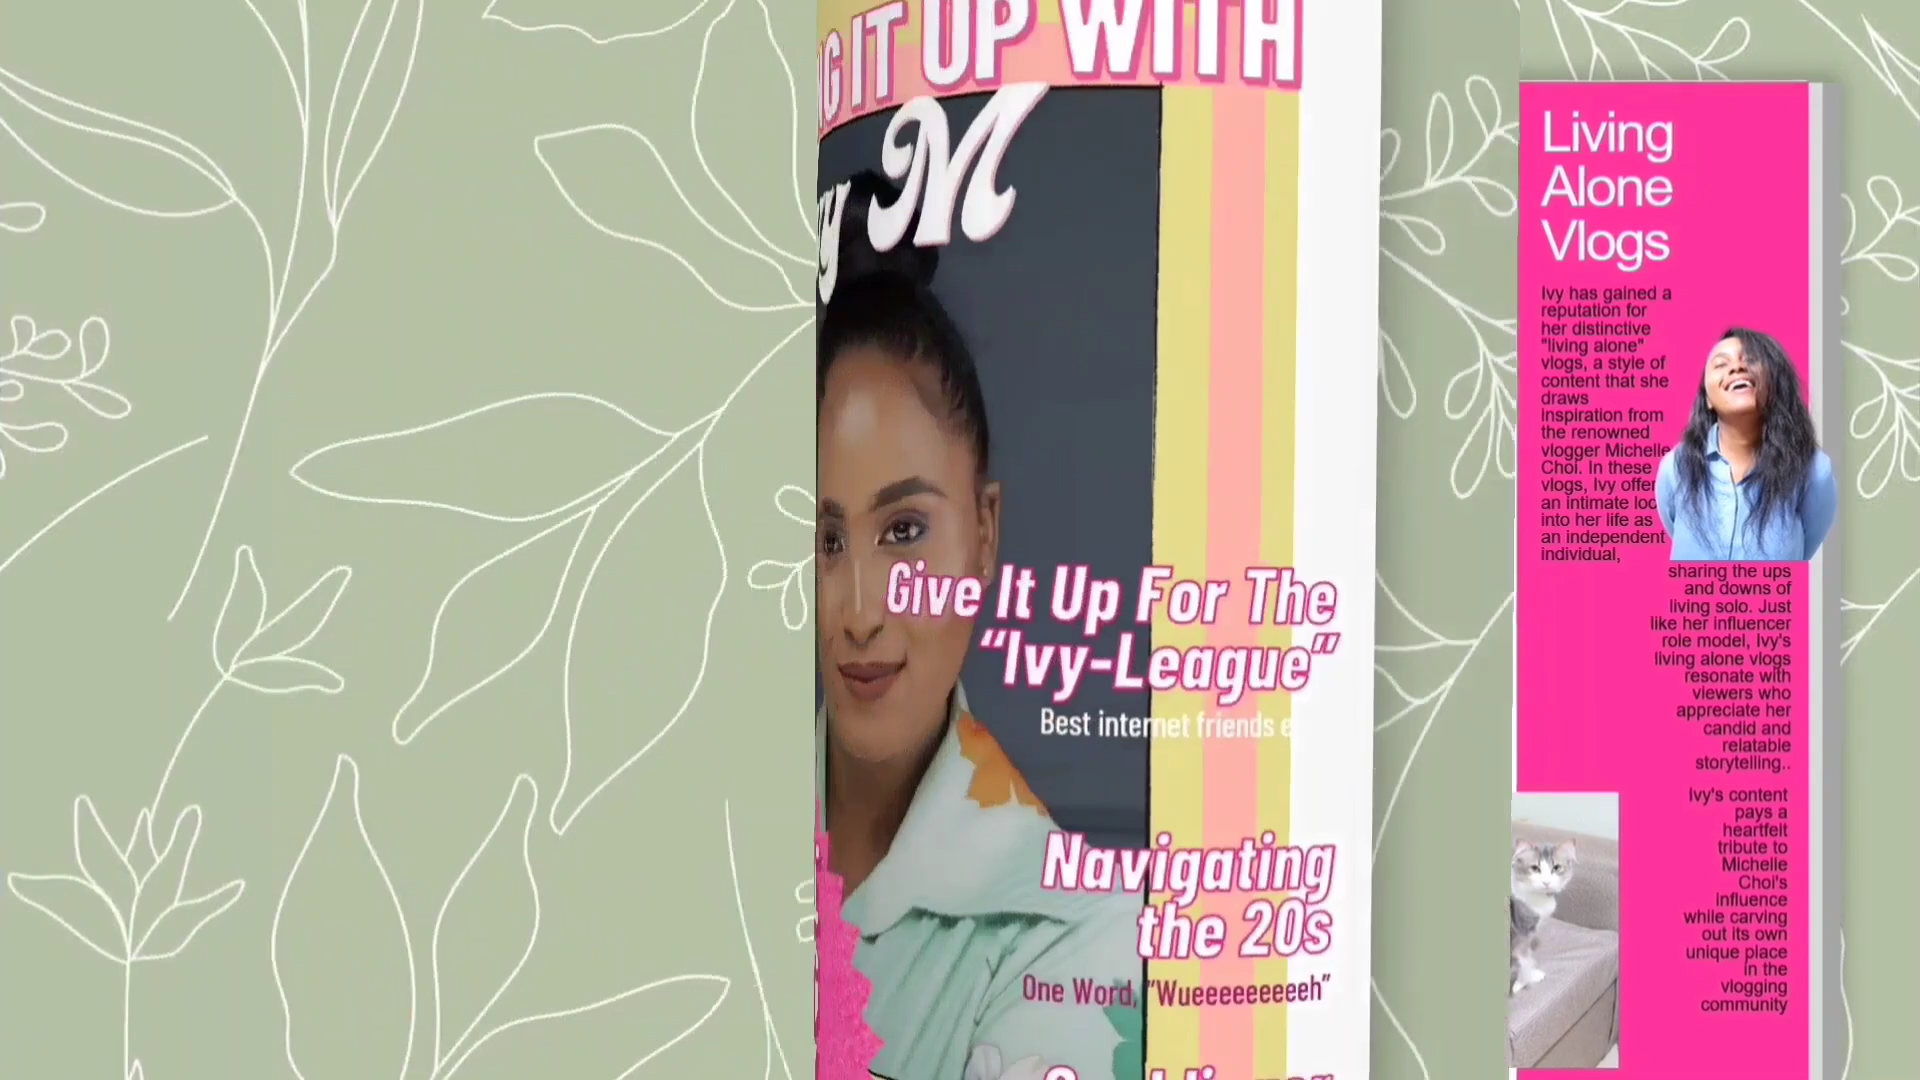 IT UP WITH
M
Give It Up For The
"Ivy-League"
Best internet friends
Navigating
the 20s
One Word, "Wueeeeeeeeeh"
Living
Alone
Vlogs
Ivy has gained a
reputation for
her distinctive
"living alone"
vlogs, a style of
content that she
draws
inspiration from
the renowned
vlogger Michelle
Choi. In these
vlogs, Ivy offer
an intimate loo
into her life as
an independent
individual,
sharing the ups
and downs of
living solo. Just
like her influencer
role model, Ivy's
living alone vlogs
resonate with
viewers who
appreciate her
candid and
relatable
storytelling..
Ivy's content
pays a
heartfelt
tribute to
Michelle
Choi's
influence
while carving
out its own
unique place
in the
vlogging
community